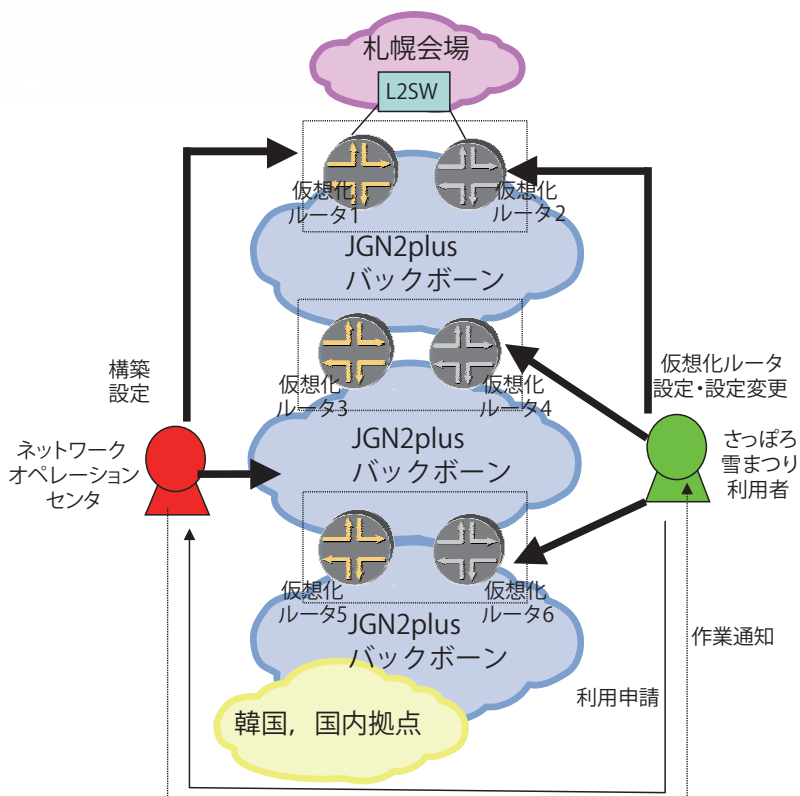 札幌会場
L2SW
仮想化
ルータ1
仮想化
ルータ2
JGN2plus
バックボーン
構築
設定
仮想化
ルータ3
仮想化
ルータ4
仮想化ルータ
設定・設定変更
ネットワーク
オペレーション
センタ
JGN2plus
バックボーン
さっぽろ
雪まつり
利用者
仮想化
ルータ5
仮想化
ルータ6
JGN2plus
バックボーン
作業通知
利用申請
韓国，国内拠点